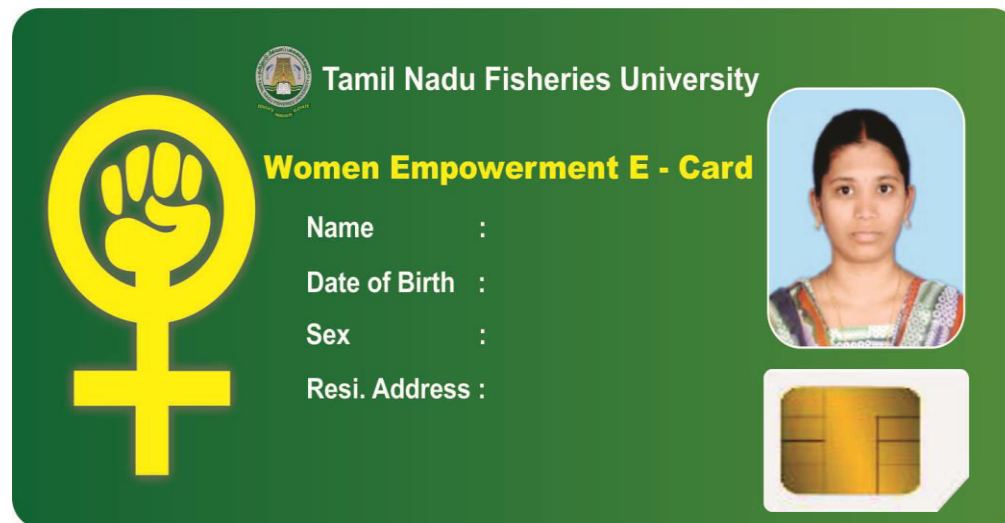 Tamil Nadu Fisheries University
Women Empowerment E - Card
Name :
Date of Birth :
Sex :
Resi. Address :